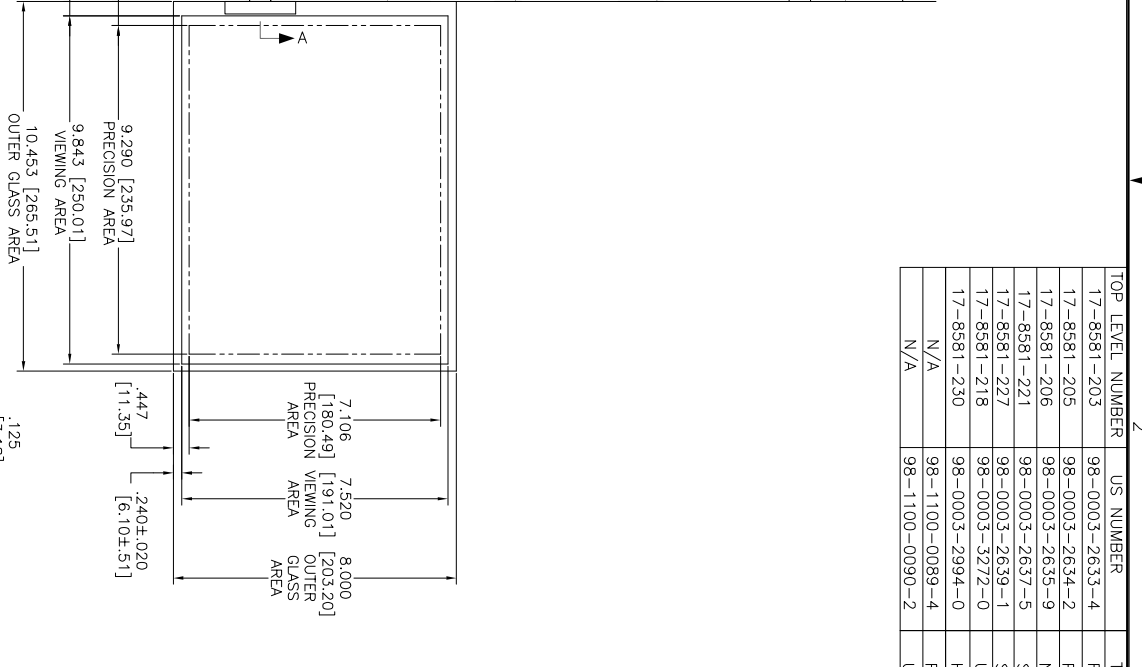 2
TOP LEVEL NUMBER US NUMBER T
17-8581-203 98-0003-2633-4
17-8581-205 98-0003-2634-2
17-8581-206 98-0003-2635-9
17-8581-221 98-0003-2637-5
17-8581-227 98-0003-2639-1
17-8581-218 98-0003-3272-0
17-8581-230 98-0003-2994-0
N/A 98-1100-0089-4
N/A 98-1100-0090-2
A
7.106
[180.49]
PRECISION
AREA
7.520
[191.01]
VIEWING
AREA
8.000
[203.20]
OUTER
GLASS
AREA
9.290 [235.97]
PRECISION AREA
9.843 [250.01]
VIEWING AREA
10.453 [265.51]
OUTER GLASS AREA
.447
[11.35]
.240±.020
[6.10±.51]
.125